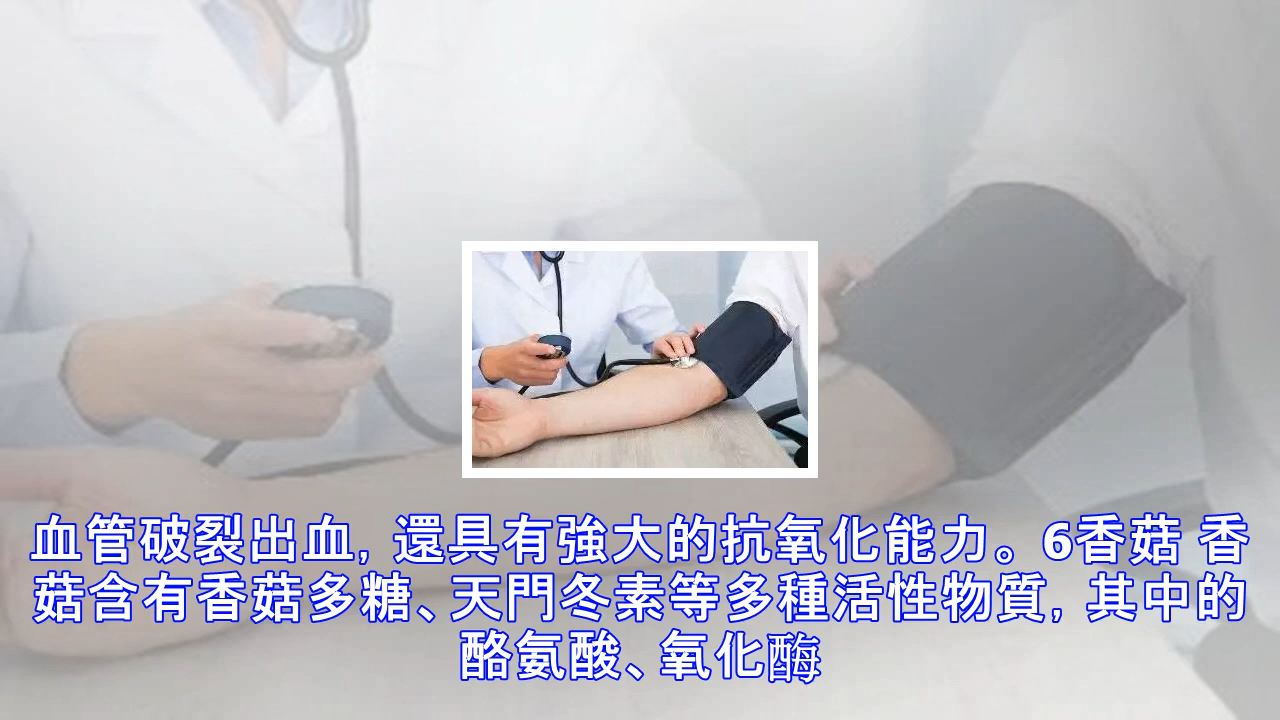 血管破裂出血, 還具有強大的抗氧化能力。6香菇 香
菇含有香菇多糖、天門冬素等多種活性物質, 其中的
酪氨酸、氧化酶